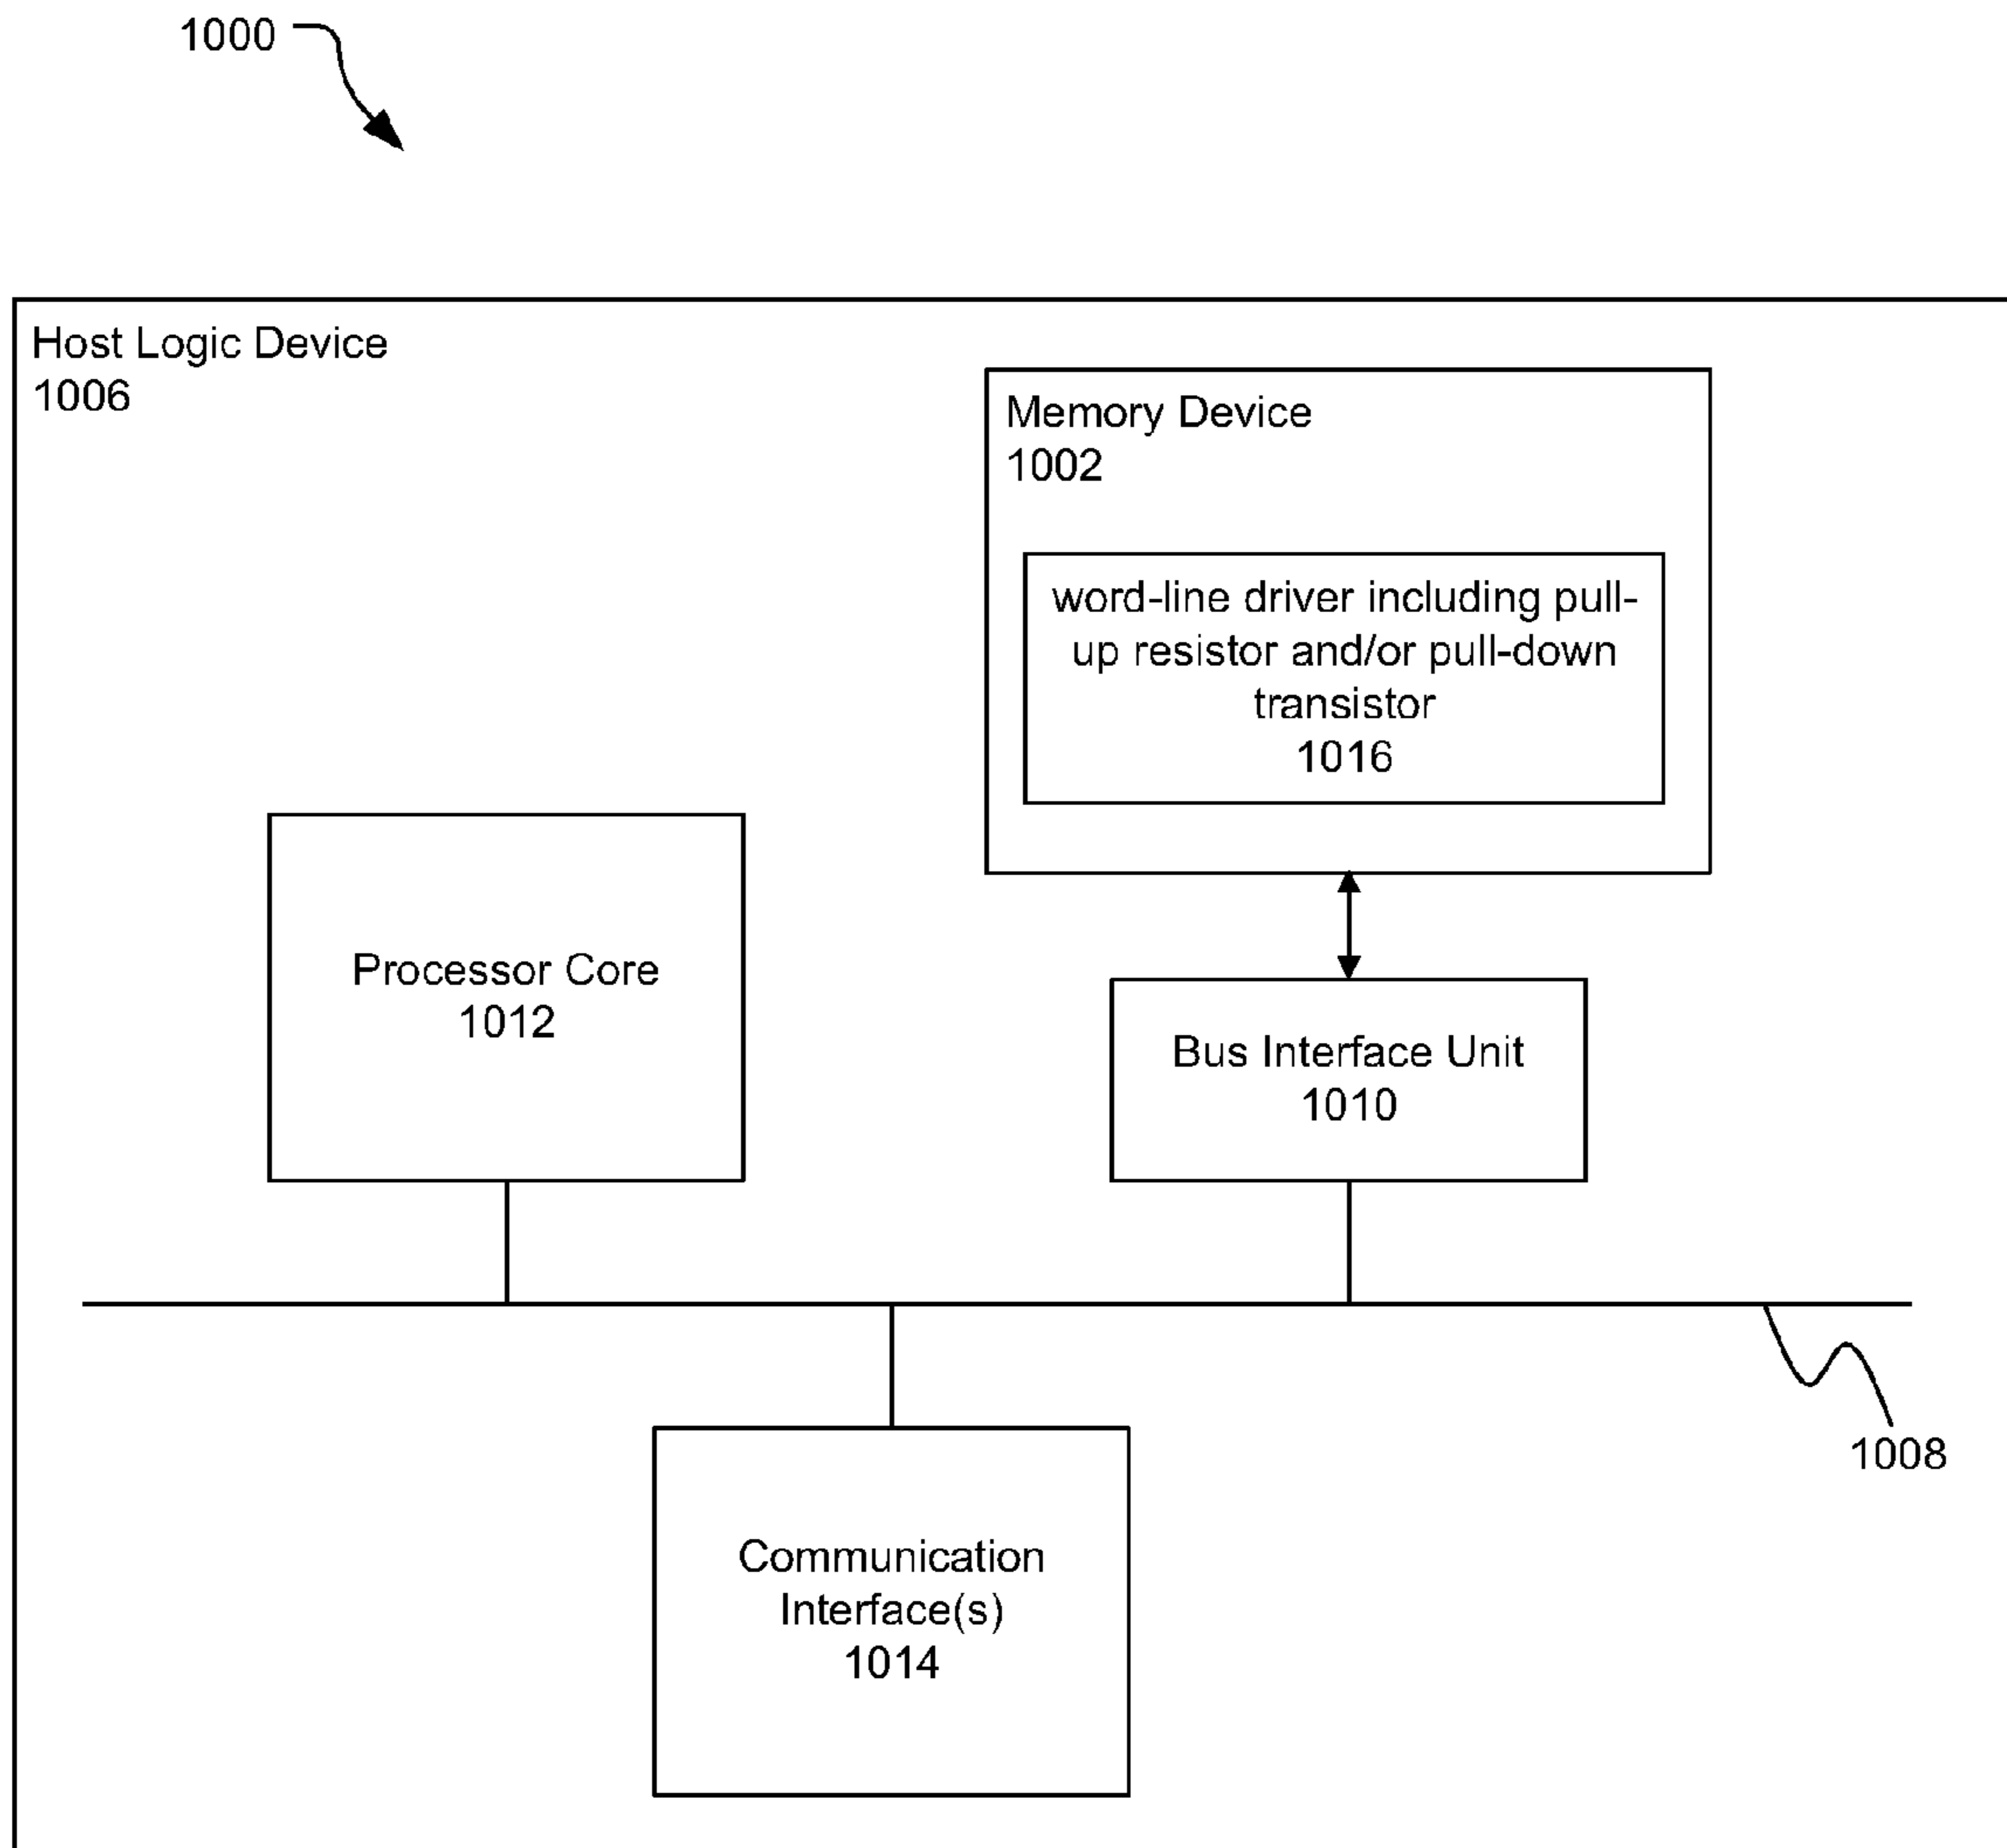 1000
Host Logic Device
1006
Memory Device
1002
word-line driver including pull-
up resistor and/or pull-down
transistor
1016
Processor Core
1012
Bus Interface Unit
1010
1008
Communication
Interface(s)
1014